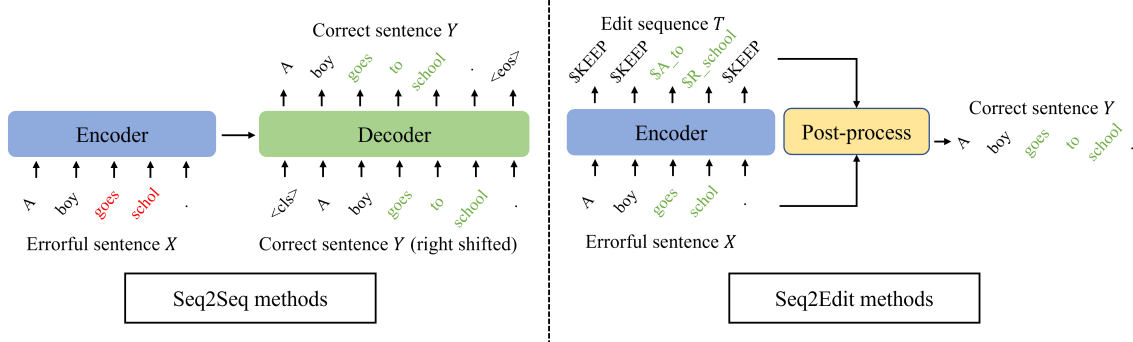 Correct sentence Y
A boy goes to school . <eos>
Encoder
Decoder
A boy goes schol .
<cls> A boy goes to school .
Errorful sentence X
Correct sentence Y (right shifted)
Seq2Seq methods
Edit sequence T
$KEEP $KEEP $A_to $R_school $KEEP
Encoder
Post-process
Correct sentence Y
A boy goes to school .
A boy goes schol .
Errorful sentence X
Seq2Edit methods